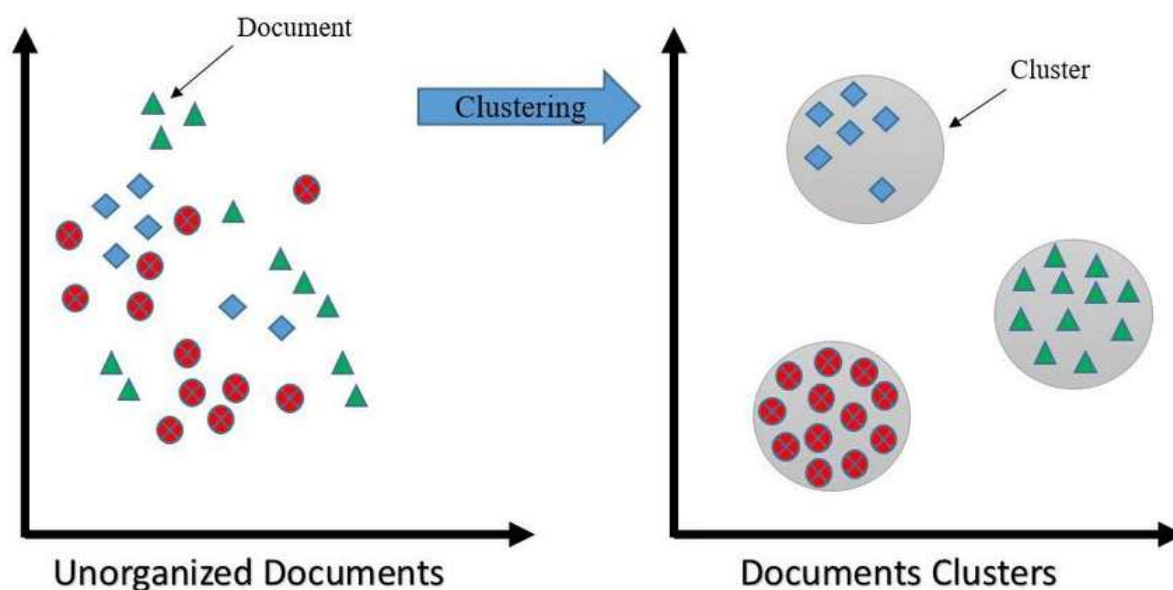 Document
Clustering
Cluster
Unorganized Documents
Documents Clusters